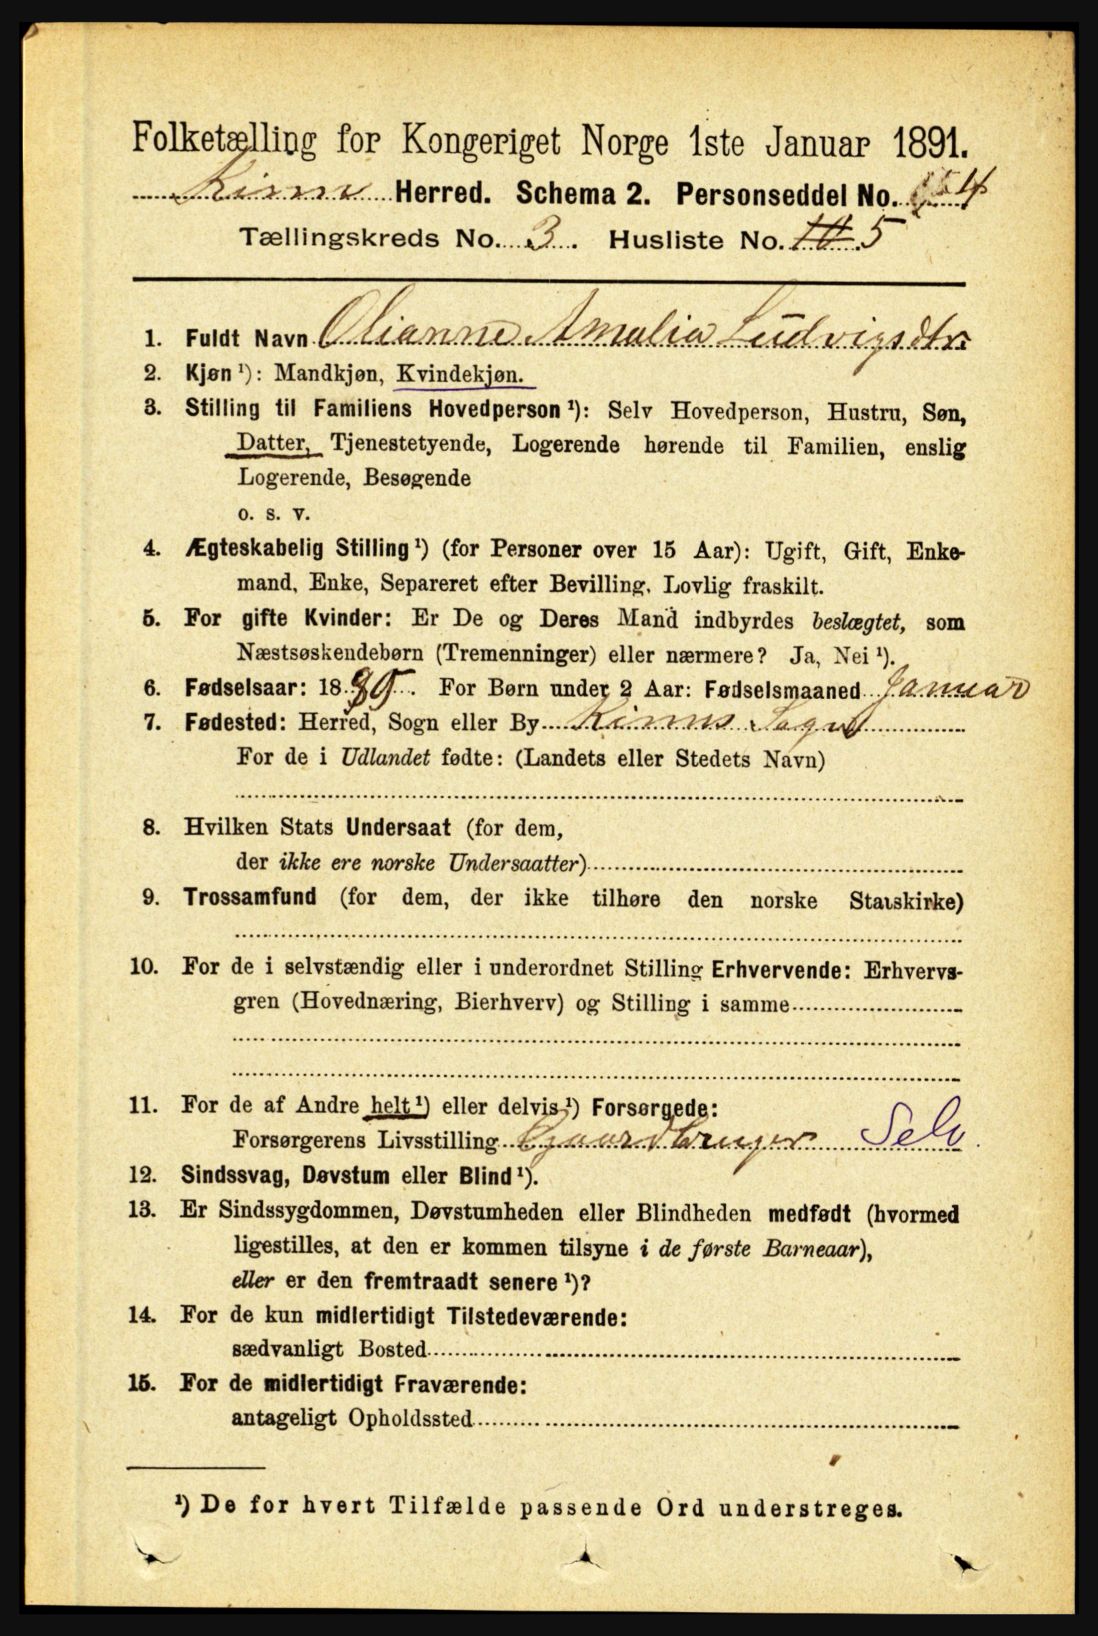 Folketælling for Kongeriget Norge 1ste Januar 1891.
Kinn Herred. Schema 2. Personseddel No. 4
Tællingskreds No. 3. Husliste No. 10 5
1. Fuldt Navn Olianne Amalia Ludvigsdtr.
2. Kjøn ¹): Mandkjøn, Kvindekjøn.
3. Stilling til Familiens Hovedperson ¹): Selv Hovedperson, Hustru, Søn,
Datter, Tjenestetyende, Logerende hørende til Familien, enslig
Logerende, Besøgende
o. s. v.
4. Ægteskabelig Stilling ¹) (for Personer over 15 Aar): Ugift, Gift, Enke-
mand, Enke, Separeret efter Bevilling. Lovlig fraskilt.
5. For gifte Kvinder: Er De og Deres Mand indbyrdes beslægtet, som
Næstsøskendebørn (Tremenninger) eller nærmere? Ja, Nei ¹).
6. Fødselsaar: 18 . For Børn under 2 Aar: Fødselsmaaned Januar
7. Fødested: Herred, Sogn eller By Kinns Sogn
For de i Udlandet fødte: (Landets eller Stedets Navn)
8. Hvilken Stats Undersaat (for dem,
der ikke ere norske Undersaatter)
9. Trossamfund (for dem, der ikke tilhøre den norske Statskirke)
10. For de i selvstændig eller i underordnet Stilling Erhvervende: Erhvervs-
gren (Hovednæring, Bierhverv) og Stilling i samme
11. For de af Andre helt ¹) eller delvis ¹) Forsørgede:
Forsørgerens Livsstilling Gaardbruger Selv.
12. Sindssvag, Døvstum eller Blind ¹).
13. Er Sindssygdommen, Døvstumheden eller Blindheden medfødt (hvormed
ligestilles, at den er kommen tilsyne i de første Barneaar),
eller er den fremtraadt senere ¹)?
14. For de kun midlertidigt Tilstedeværende:
sædvanligt Bosted
15. For de midlertidigt Fraværende:
antageligt Opholdssted
¹) De for hvert Tilfælde passende Ord understreges.